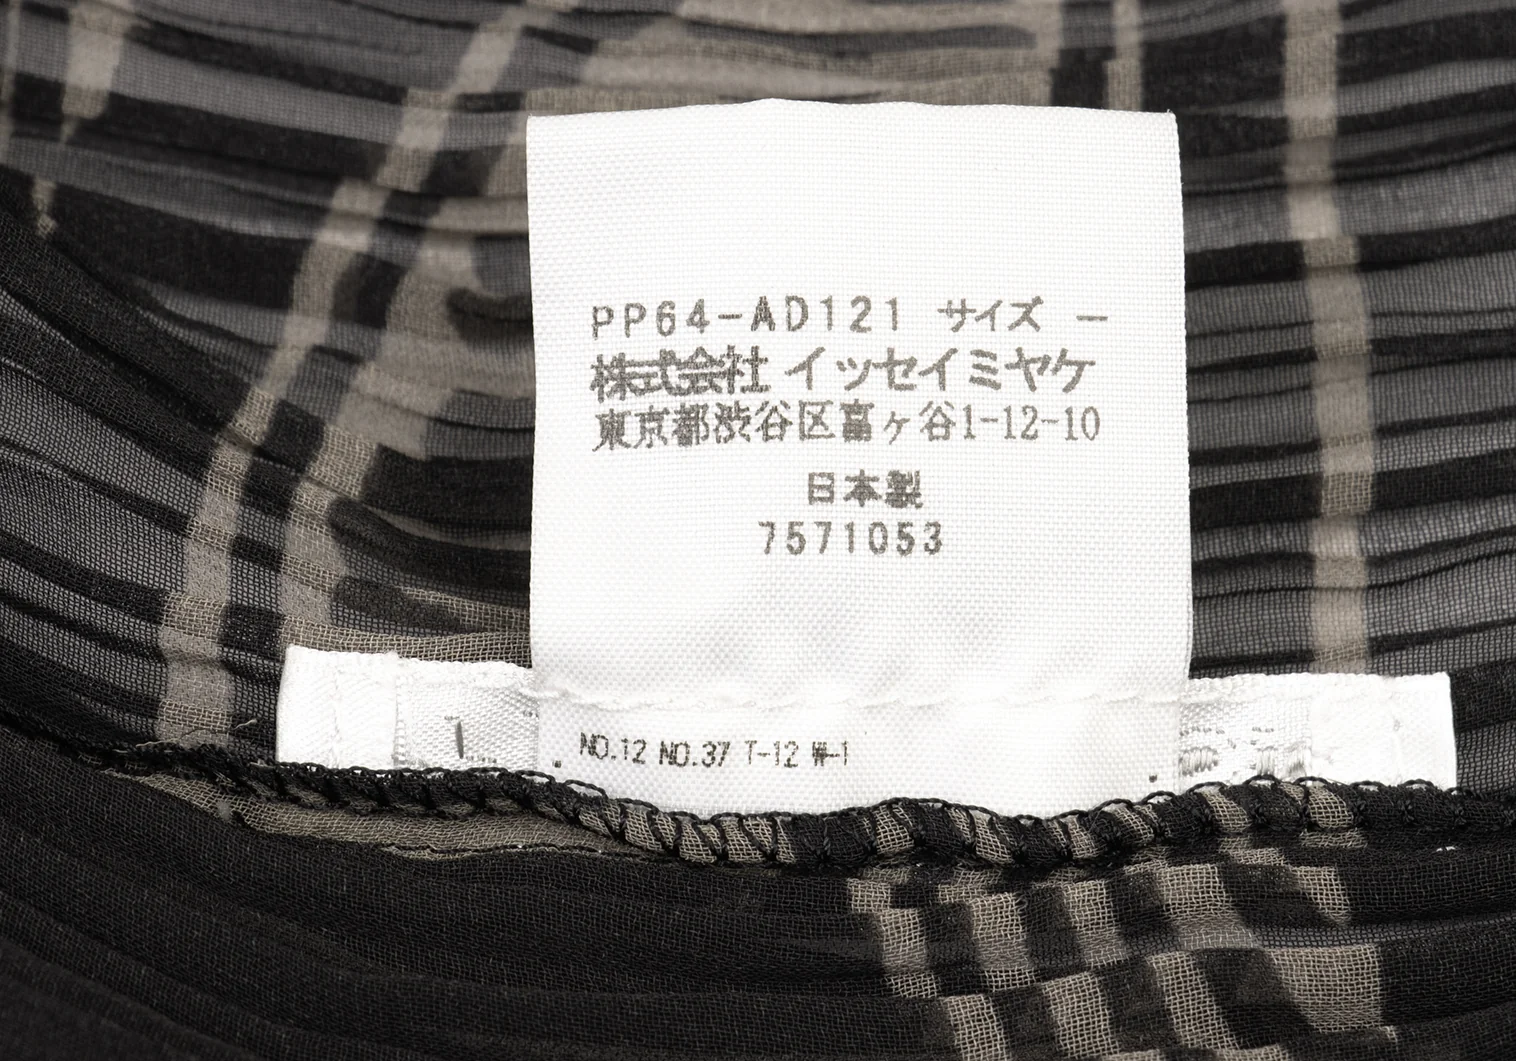 PP64-AD121 サイズ -
株式会社 イッセイミヤケ
東京都渋谷区富ヶ谷1-12-10
日本製
7571053
NO.12 NO.37 T-12 W-1